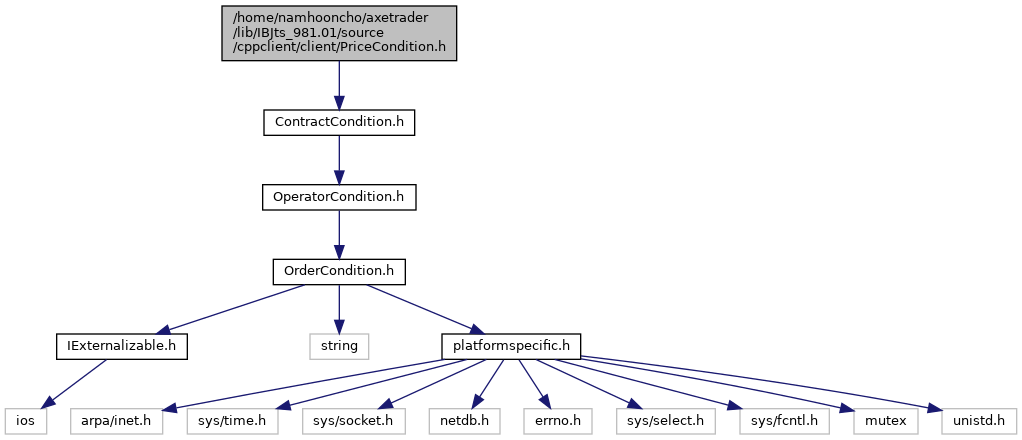 /home/namhooncho/axetrader
/lib/IBJts_981.01/source
/cppclient/client/PriceCondition.h
ContractCondition.h
OperatorCondition.h
OrderCondition.h
IExternalizable.h
string
platformspecific.h
ios
arpa/inet.h
sys/time.h
sys/socket.h
netdb.h
errno.h
sys/select.h
sys/fcntl.h
mutex
unistd.h